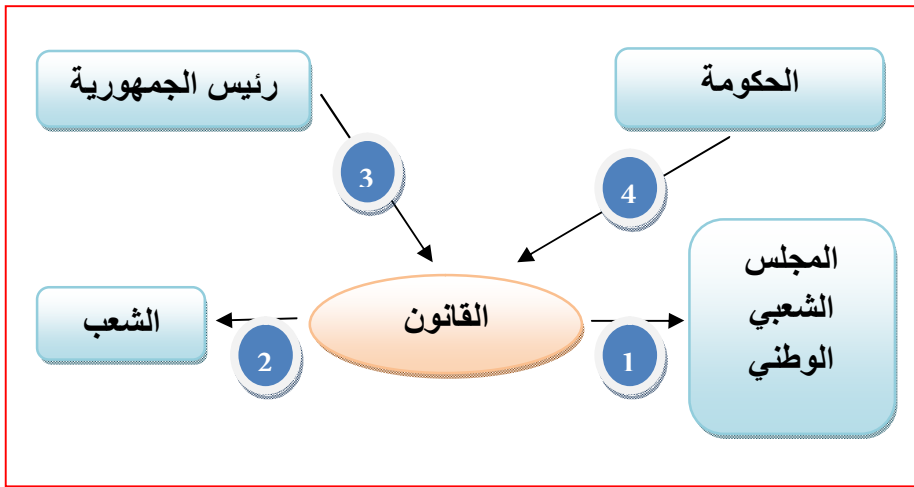 رئيس الجمهورية
الحكومة
3
4
المجلس
الشعبي
الوطني
القانون
الشعب
2
1